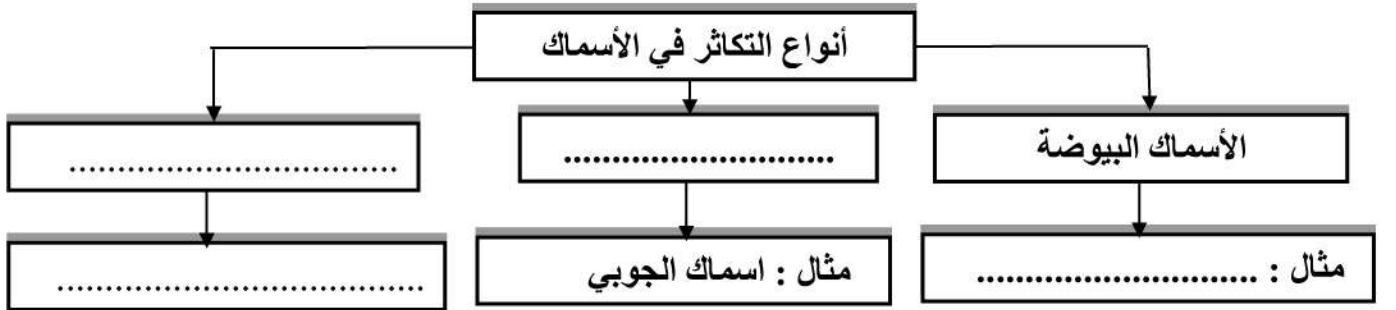 أنواع التكاثر في الأسماك
الأسماك البيوضة
............................
..................................
مثال : .............................
مثال : اسماك الجوبي
......................................